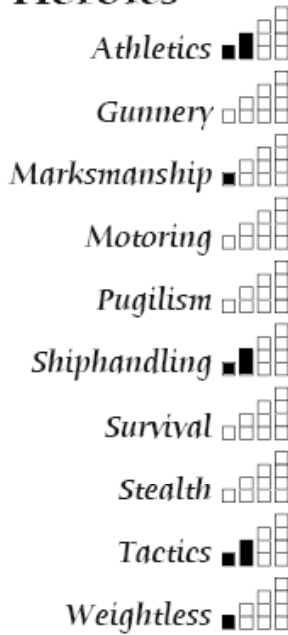 Heroics
Athletics
Gunnery
Marksmanship
Motoring
Pugilism
Shiphandling
Survival
Stealth
Tactics
Weightless